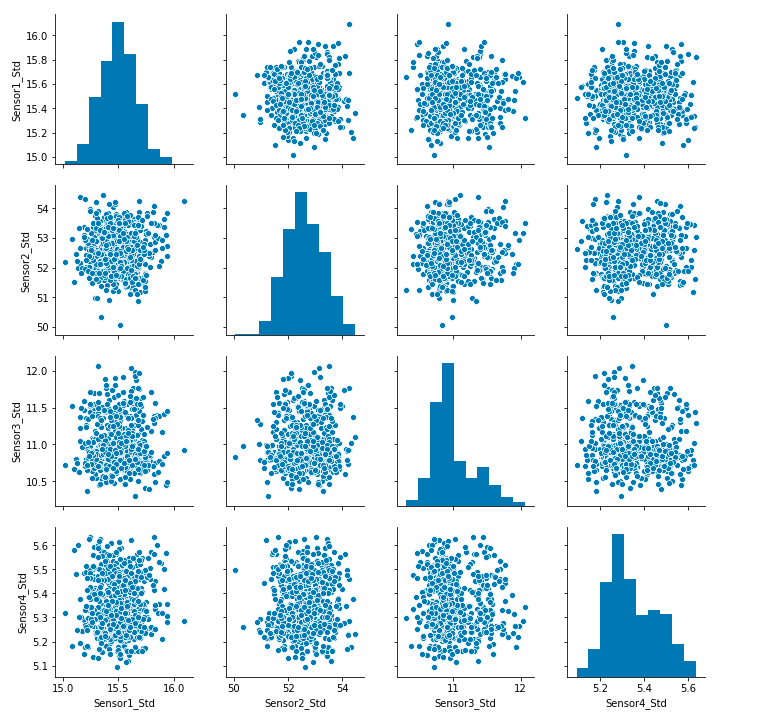 16.0
15.8
15.6
15.4
15.2
15.0
Sensor1_Std
54
53
52
51
50
Sensor2_Std
12.0
11.5
11.0
10.5
Sensor3_Std
5.6
5.5
5.4
5.3
5.2
5.1
Sensor4_Std
15.0 15.5 16.0
50 52 54
11 12
5.2 5.4 5.6
Sensor1_Std Sensor2_Std Sensor3_Std Sensor4_Std